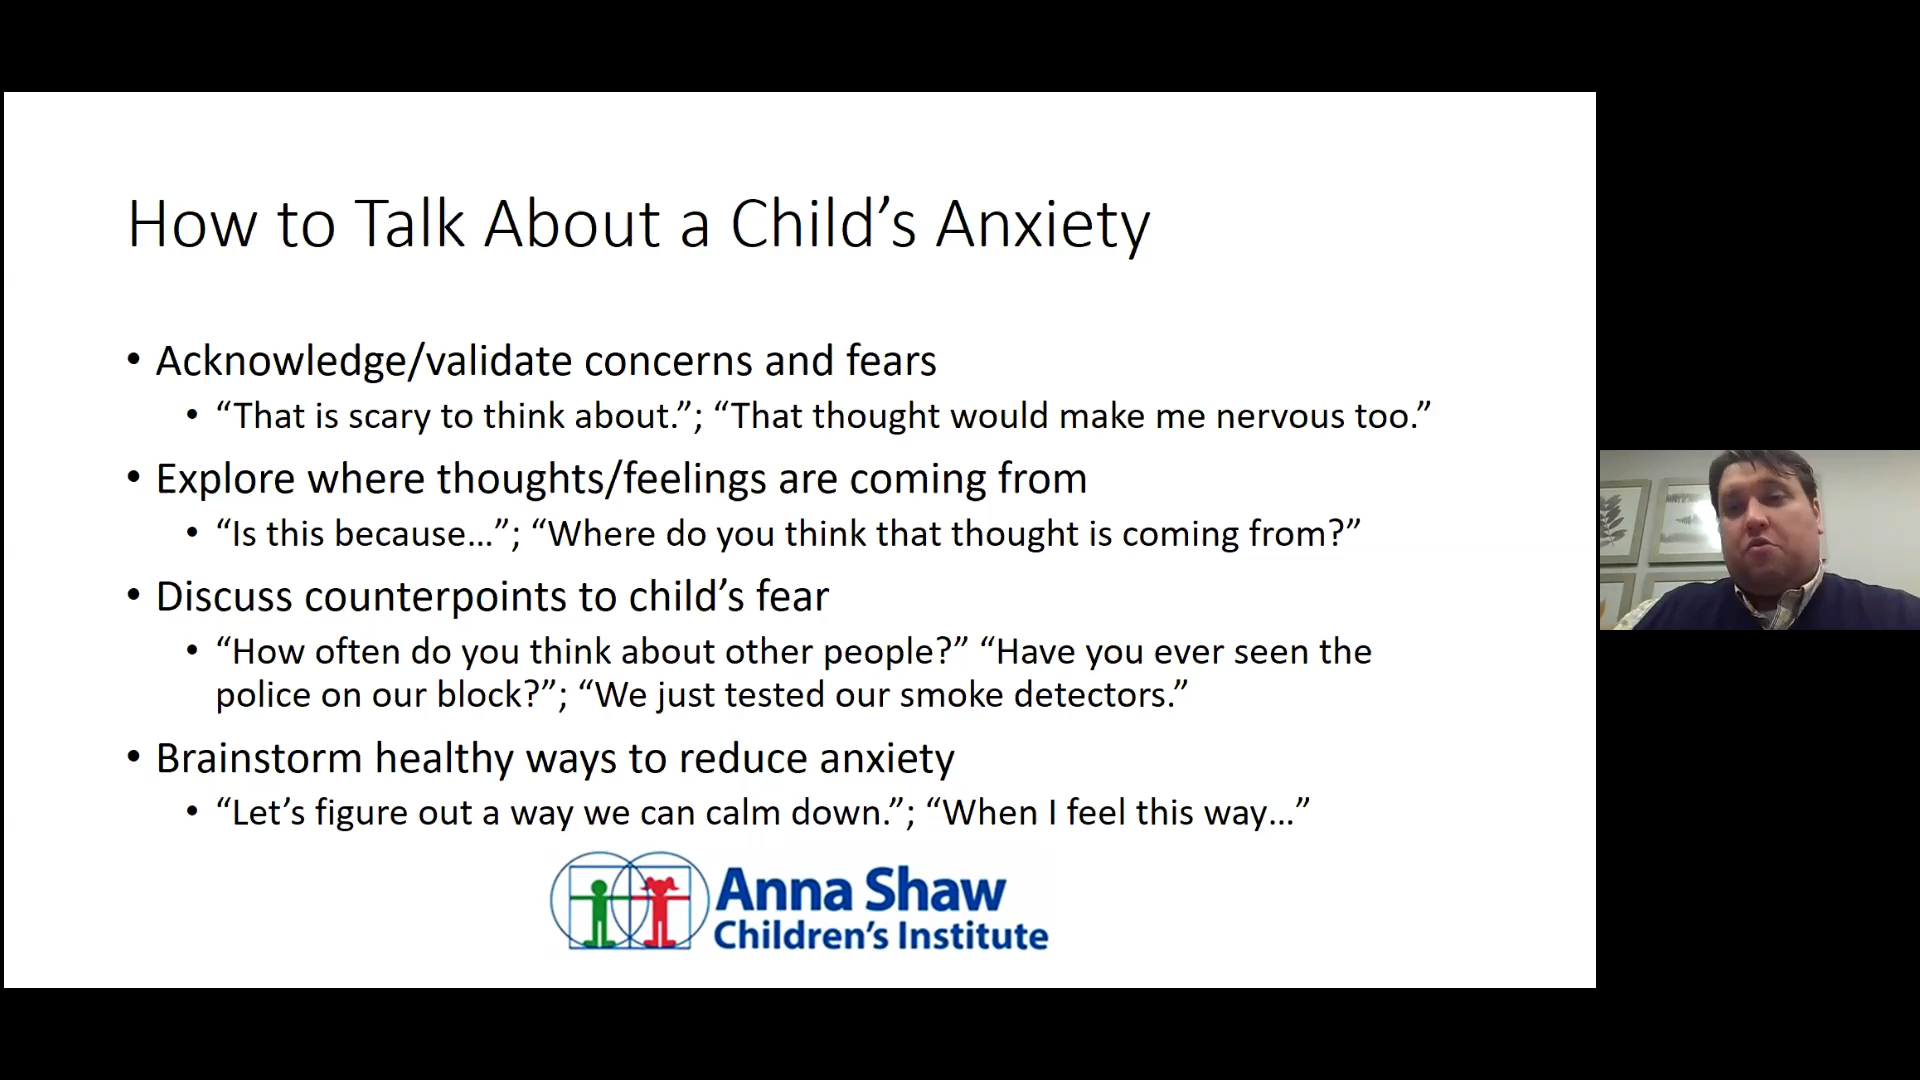 How to Talk About a Child’s Anxiety
• Acknowledge/validate concerns and fears
• “That is scary to think about.”; “That thought would make me nervous too.”
• Explore where thoughts/feelings are coming from
• “Is this because…”; “Where do you think that thought is coming from?”
• Discuss counterpoints to child’s fear
• “How often do you think about other people?” “Have you ever seen the
police on our block?”; “We just tested our smoke detectors.”
• Brainstorm healthy ways to reduce anxiety
• “Let’s figure out a way we can calm down.”; “When I feel this way…”
Anna Shaw
Children’s Institute